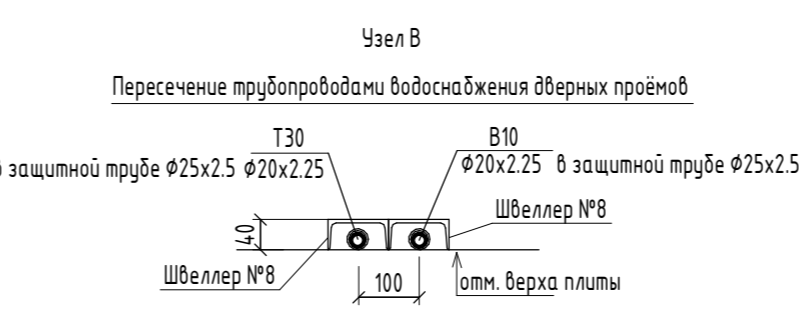 Узел В
Пересечение трубопроводами водоснабжения дверных проёмов
Т30
В10
в защитной трубе Ф25х2.5 Ф20х2.25
Ф20х2.25 в защитной трубе Ф25х2.5
Швеллер №8
40
Швеллер №8
100
отм. верха плиты